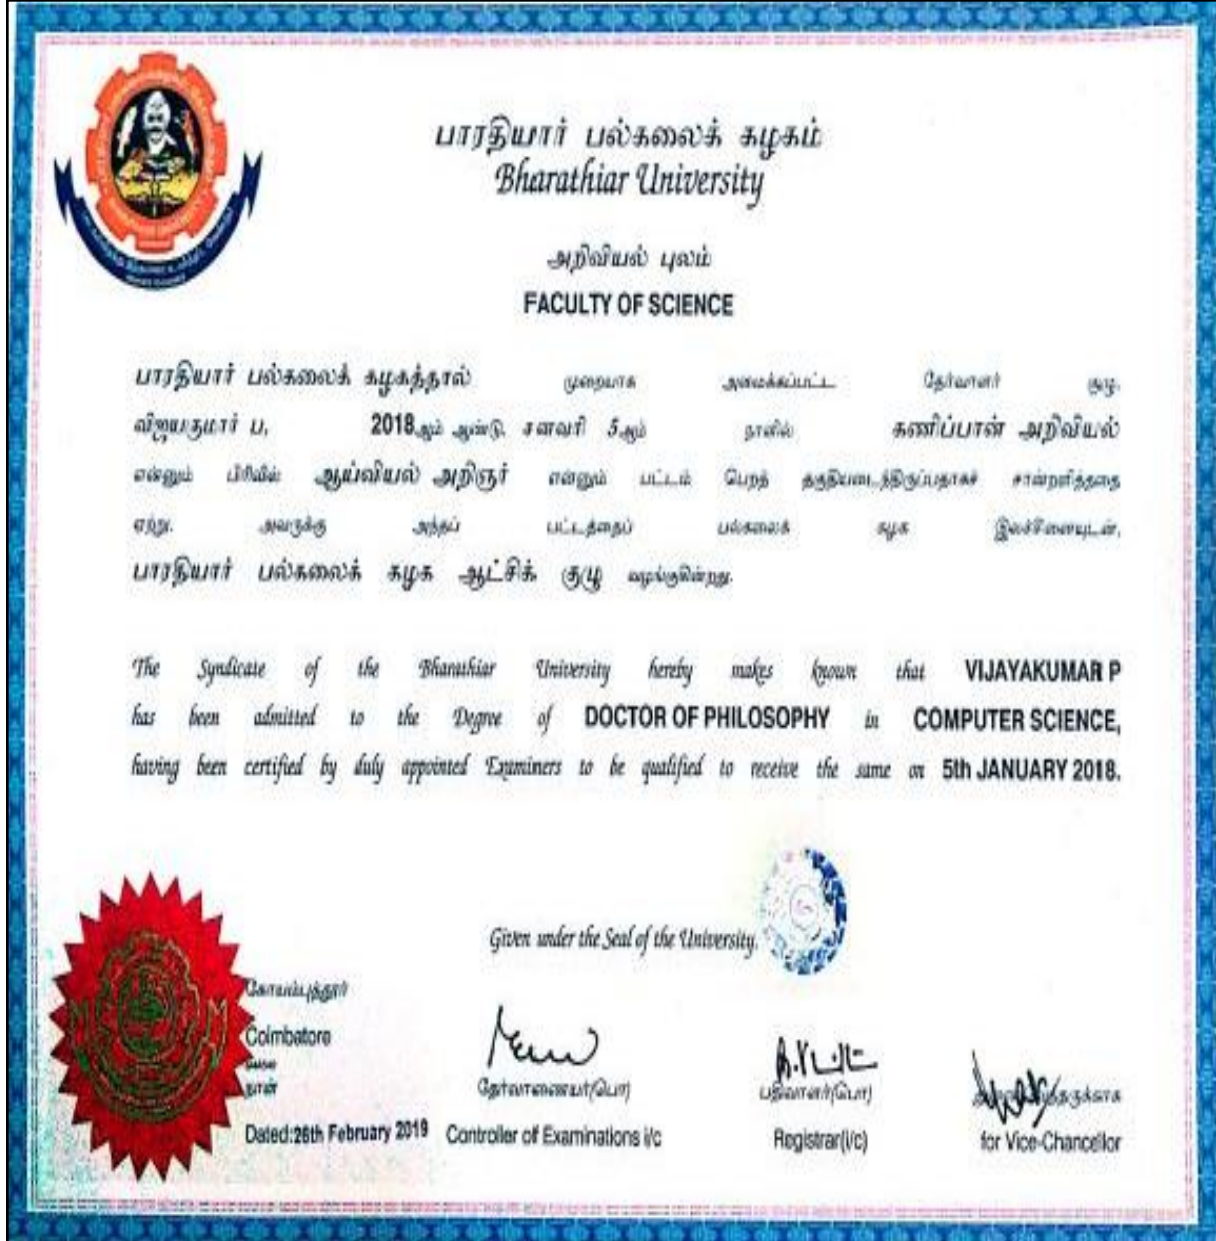 பாரதியார் பல்கலைக் கழகம்
Bharathiar University
அறிவியல் புலம்
FACULTY OF SCIENCE
பாரதியார் பல்கலைக் கழகத்தால் முறையாக அமைக்கப்பட்ட தேர்வாளர் குழு,
விஜயகுமார் ப, 2018ஆம் ஆண்டு, சனவரி 5ஆம் நாளில் கணிப்பான் அறிவியல்
என்னும் பிரிவில் ஆய்வியல் அறிஞர் என்னும் பட்டம் பெறத் தகுதியடைந்திருப்பதாகச் சான்றளித்ததை
ஏற்று, அவருக்கு அந்தப் பட்டத்தைப் பல்கலைக் கழக இலச்சினையுடன்,
பாரதியார் பல்கலைக் கழக ஆட்சிக் குழு வழங்குகின்றது.
The Syndicate of the Bharathiar University hereby makes known that VIJAYAKUMAR P
has been admitted to the Degree of DOCTOR OF PHILOSOPHY in COMPUTER SCIENCE,
having been certified by duly appointed Examiners to be qualified to receive the same on 5th JANUARY 2018.
Given under the Seal of the University.
கோயம்புத்தூர்
Coimbatore
நாள்
Dated:26th February 2019
தேர்வாணையர்(பொ)
Controller of Examinations i/c
பதிவாளர்(பொ)
Registrar(i/c)
for Vice-Chancellor